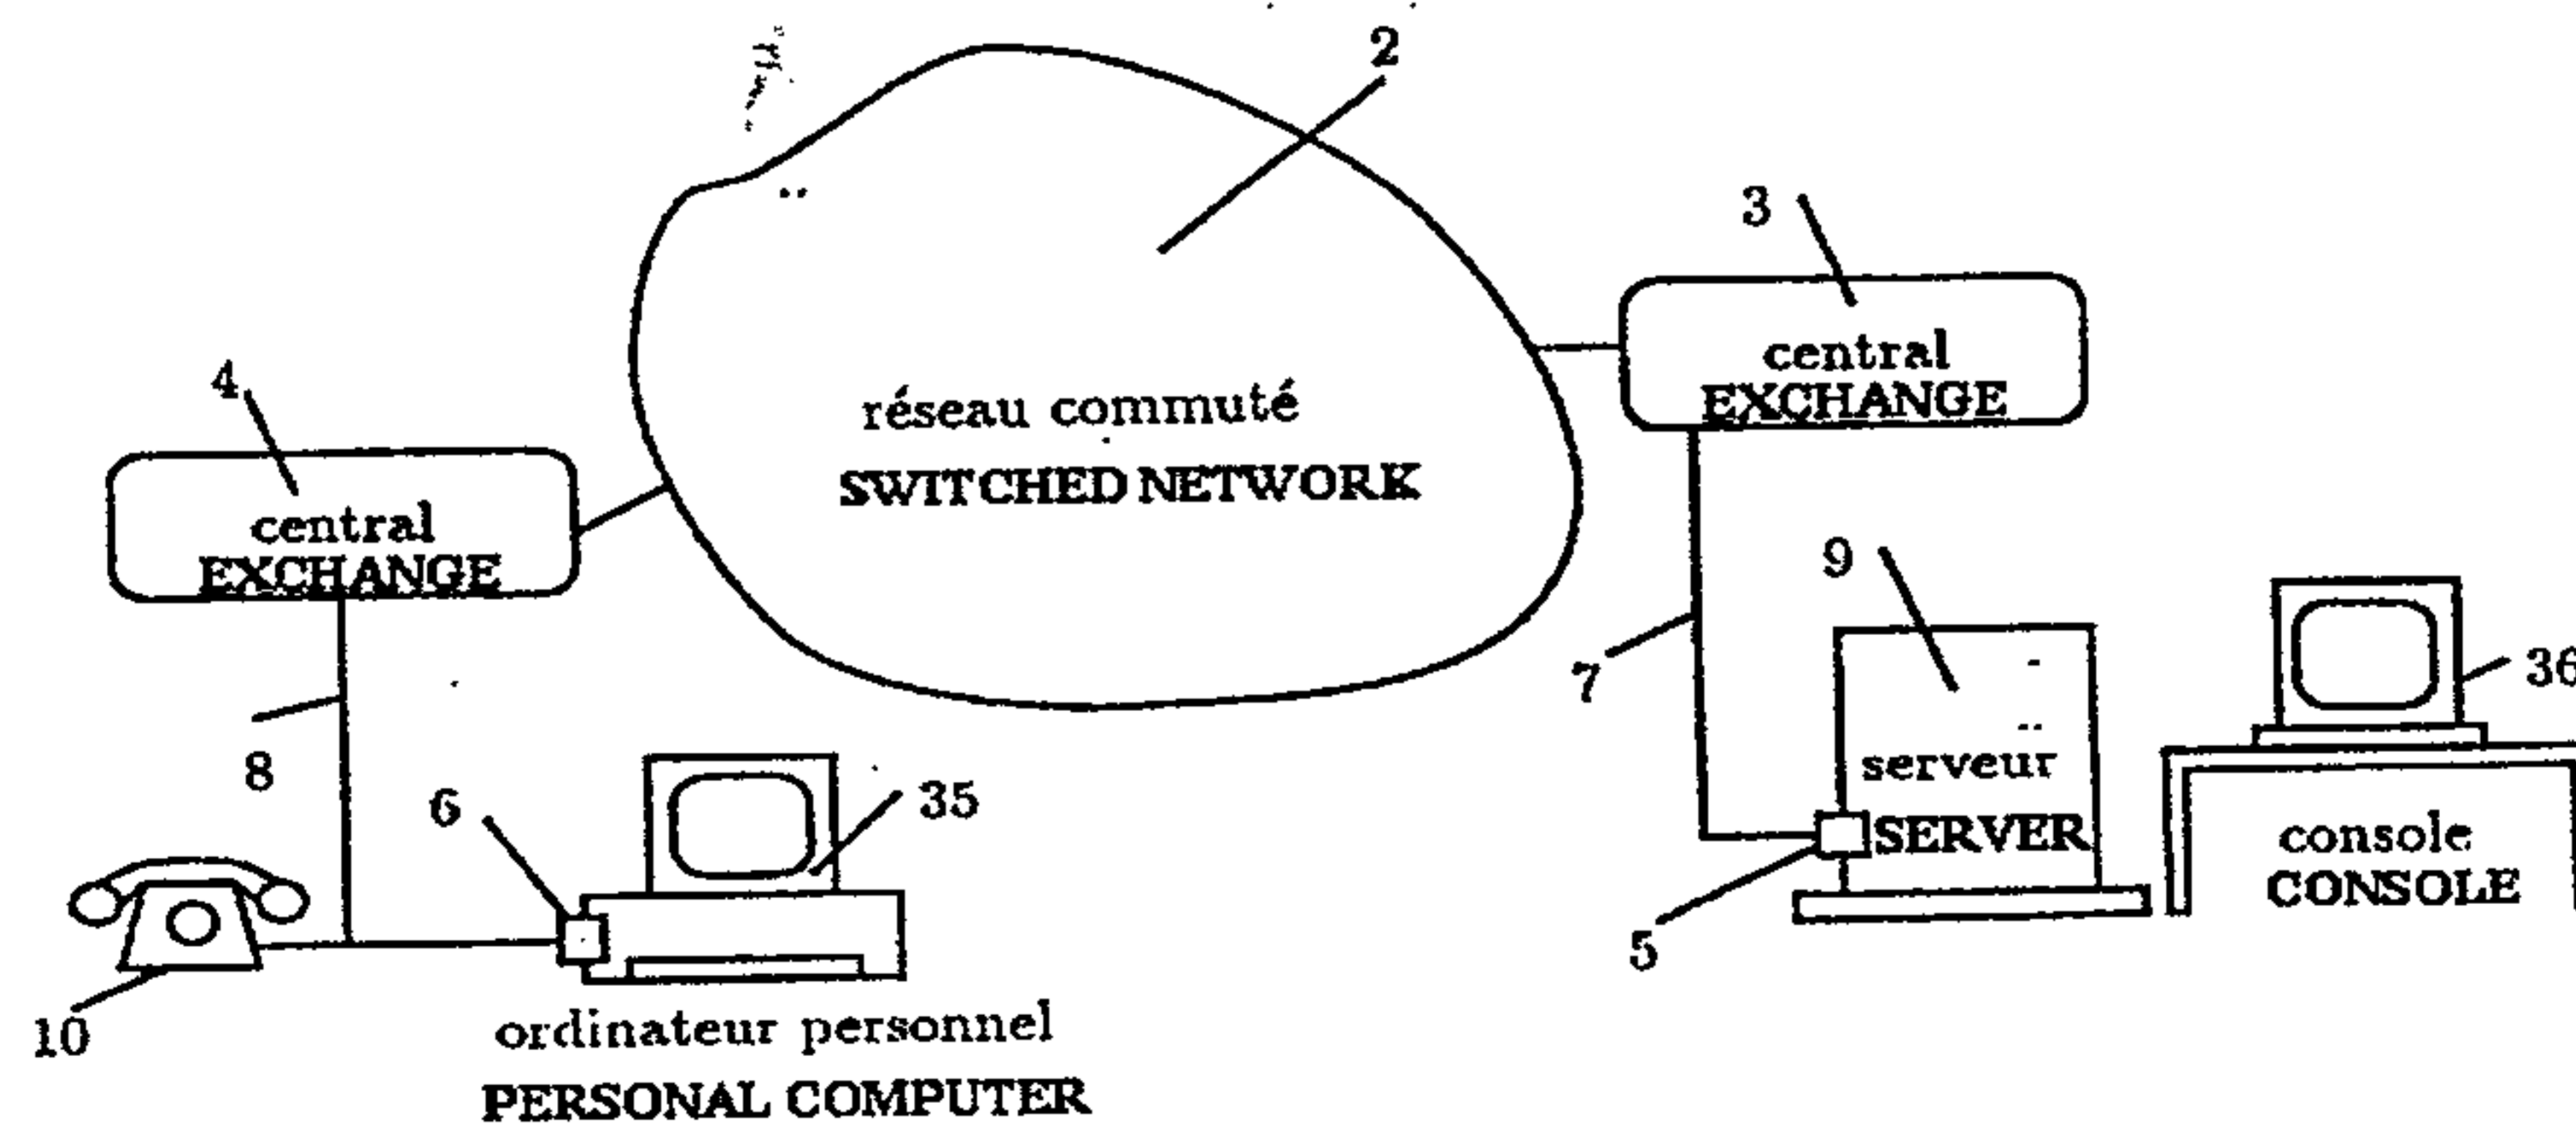 2
3
central
EXCHANGE
4
réseau commuté
SWITCHED NETWORK
central
EXCHANGE
9
7
36
8
6
35
serveur
SERVER
console
CONSOLE
5
10
ordinateur personnel
PERSONAL COMPUTER